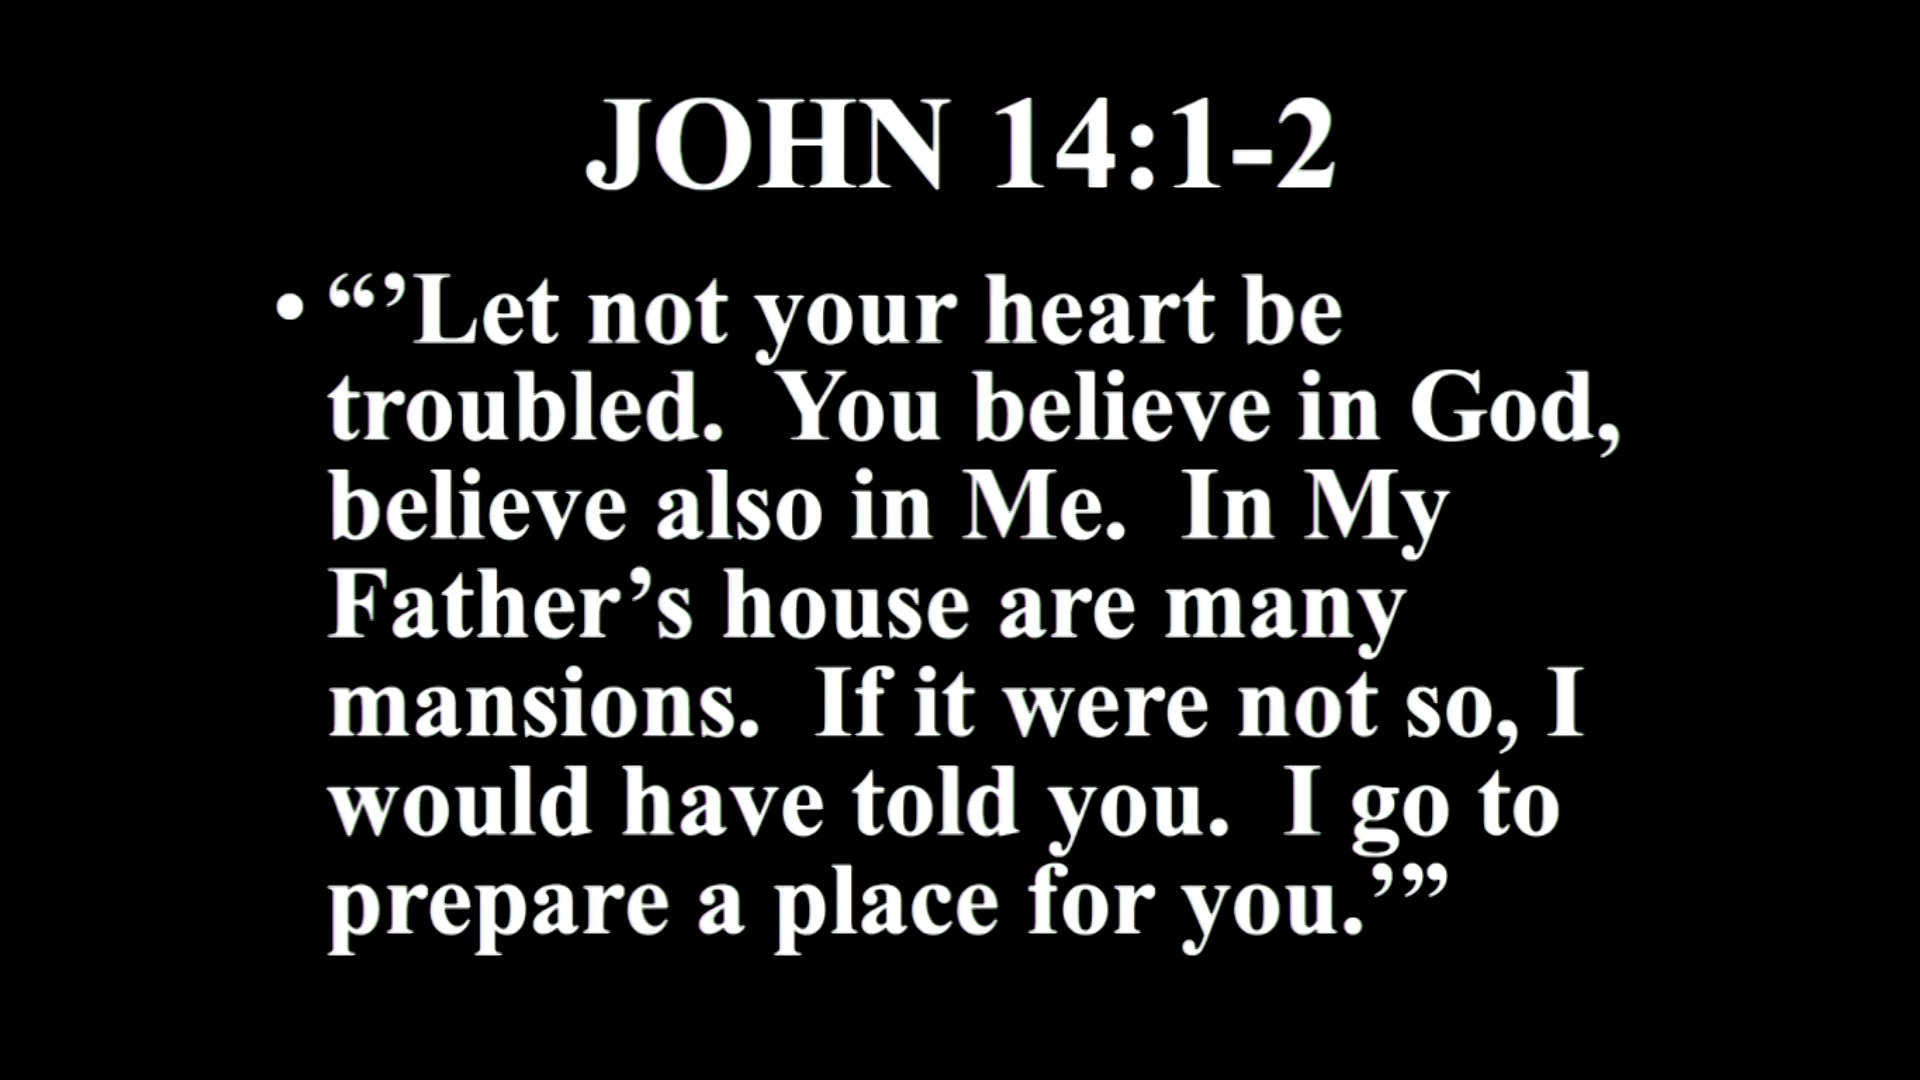 JOHN 14:1-2
• “’Let not your heart be
troubled.  You believe in God,
believe also in Me.  In My
Father’s house are many
mansions.  If it were not so, I
would have told you.  I go to
prepare a place for you.’”